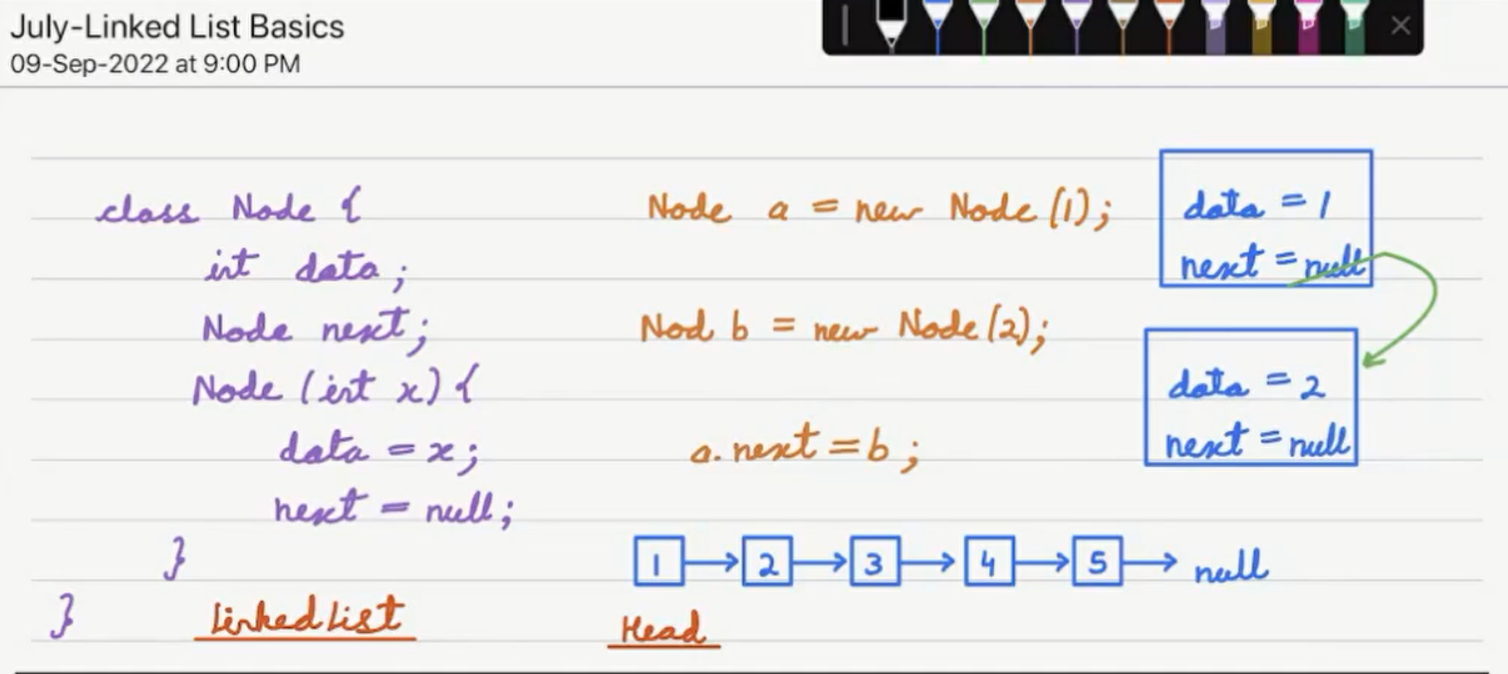 July-Linked List Basics
09-Sep-2022 at 9:00 PM
class Node {
int data;
Node next;
Node (int x) {
data = x;
next = null;
}
}
LinkedList
Node a = new Node (1);
Nod b = new Node (2);
a.next = b;
data = 1
next = null
data = 2
next = null
1 → 2 → 3 → 4 → 5 → null
Head